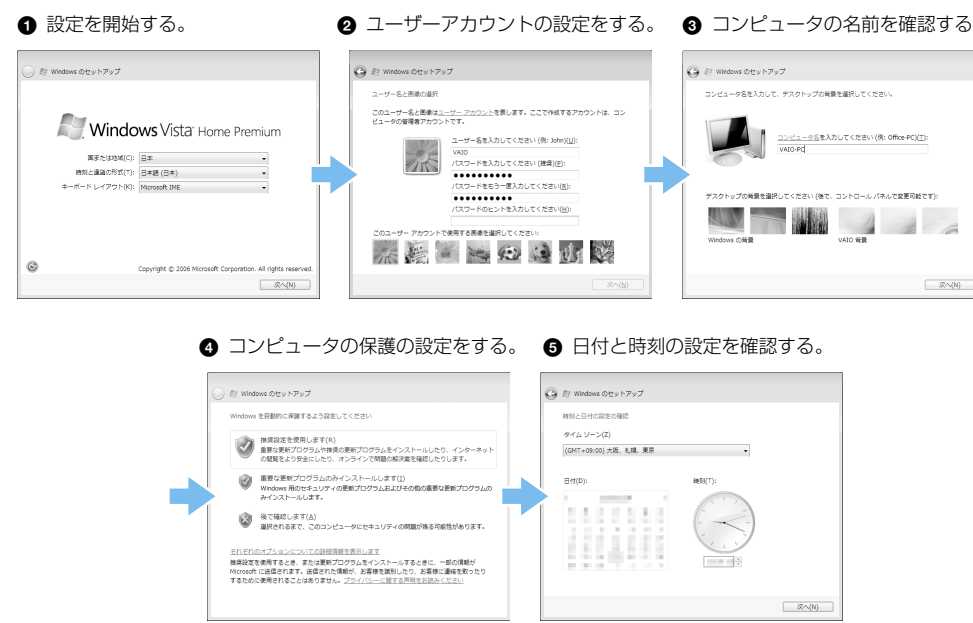 ❶ 設定を開始する。
Windows のセットアップ
Windows Vista Home Premium
国または地域(C): 日本
時刻と通貨の形式(T): 日本語 (日本)
キーボード レイアウト(K): Microsoft IME
Copyright © 2006 Microsoft Corporation. All rights reserved.
次へ(N)
❷ ユーザーアカウントの設定をする。
Windows のセットアップ
ユーザー名と画像の選択
このユーザー名と画像はユーザー アカウントを表します。ここで作成するアカウントは、コン
ピュータの管理者アカウントです。
ユーザー名を入力してください (例: John)(U):
VAIO
パスワードを入力してください (推奨)(P):
●●●●●●●●●●
パスワードをもう一度入力してください(R):
●●●●●●●●●●
パスワードのヒントを入力してください(H):
このユーザー アカウントで使用する画像を選択してください:
次へ(N)
❸ コンピュータの名前を確認する
Windows のセットアップ
コンピュータ名を入力して、デスクトップの背景を選択してください。
コンピュータ名を入力してください (例: Office-PC)(T):
VAIO-PC
デスクトップの背景を選択してください (後で、コントロール パネルで変更可能です):
Windows の背景
VAIO 背景
次へ(N)
❹ コンピュータの保護の設定をする。
Windows のセットアップ
Windows を自動的に保護するよう設定してください
推奨設定を使用します(R)
重要な更新プログラムや推奨の更新プログラムをインストールしたり、インターネット
の閲覧をより安全にしたり、オンラインで問題の解決策を確認したりします。
重要な更新プログラムのみインストールします(I)
Windows 用のセキュリティの更新プログラムおよびその他の重要な更新プログラムの
みインストールします。
後で確認します(A)
選択されるまで、このコンピュータにセキュリティの問題が残る可能性があります。
それぞれのオプションについての詳細情報を表示します
推奨設定を使用するとき、または更新プログラムをインストールするときに、一部の情報が
Microsoft に送信されます。送信された情報が、お客様を識別したり、お客様に連絡を取ったり
するために使用されることはありません。プライバシーに関する声明をお読みください
❺ 日付と時刻の設定を確認する。
Windows のセットアップ
時刻と日付の設定の確認
タイム ゾーン(Z)
(GMT+09:00) 大阪、札幌、東京
日付(D):
時刻(T):
次へ(N)